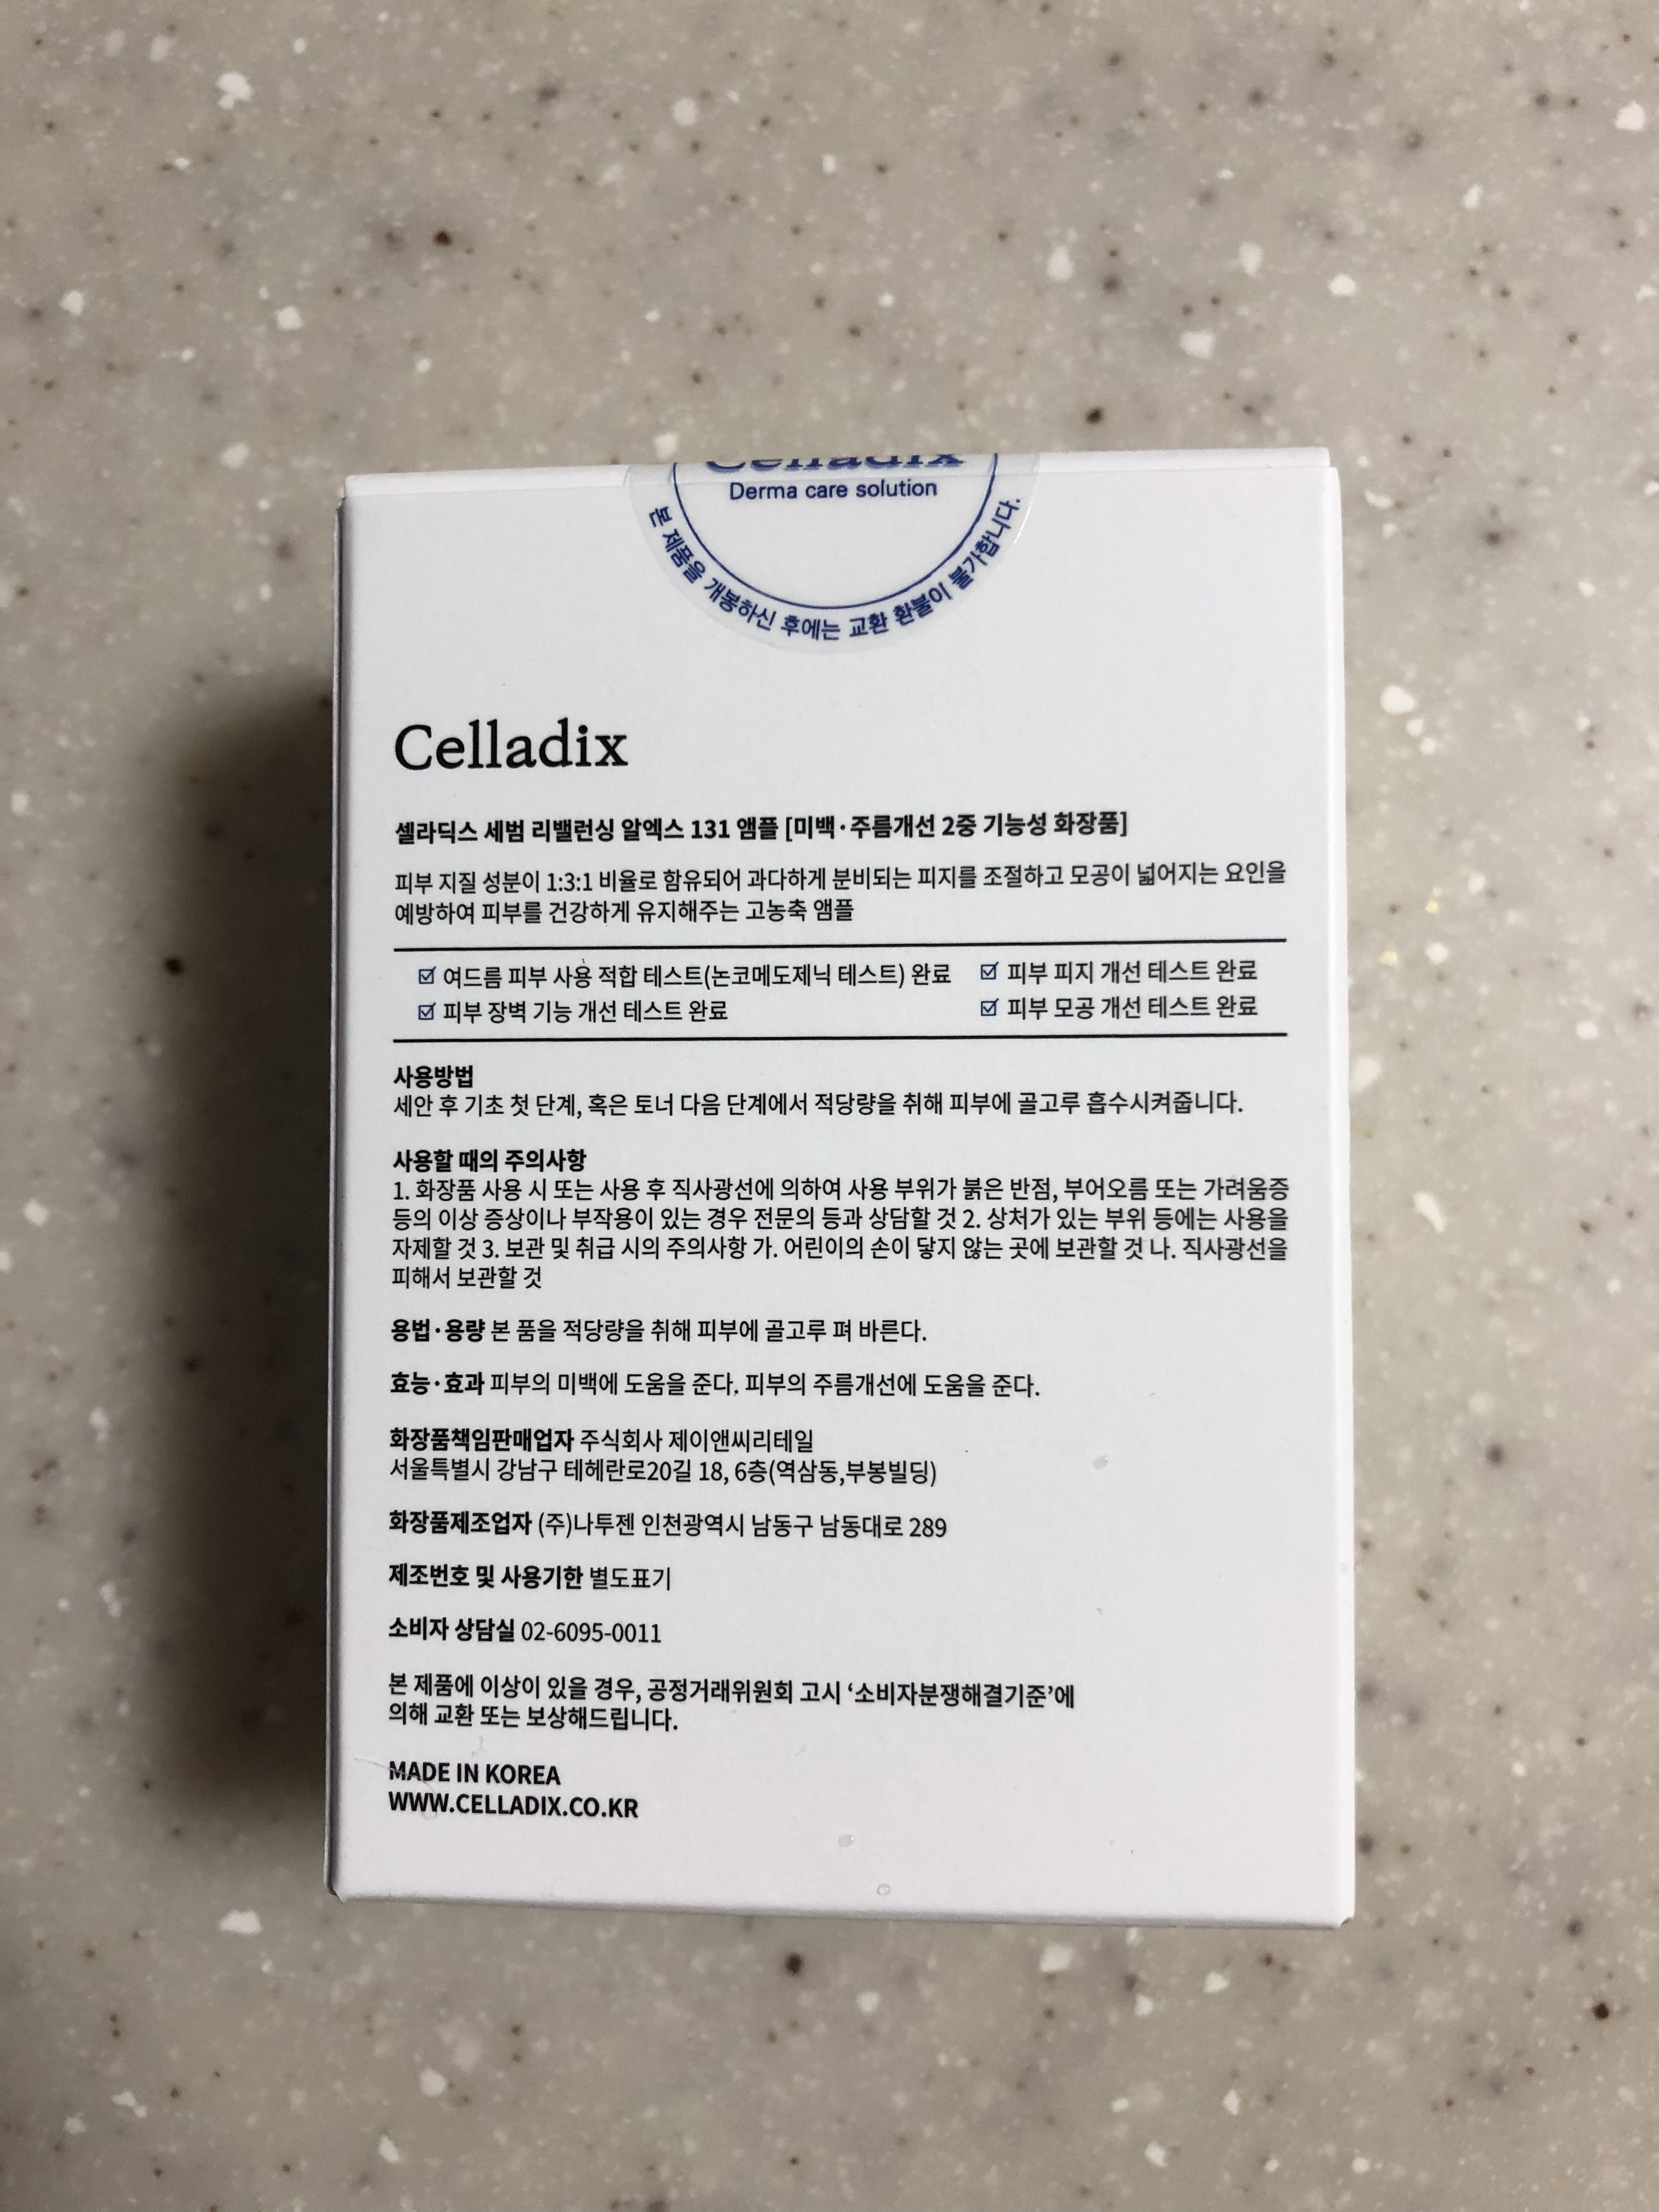 Celladix
Derma care solution
본 제품을 개봉하신 후에는 교환 환불이 불가합니다.
Celladix
셀라딕스 세범 리밸런싱 알엑스 131 앰플 [미백·주름개선 2중 기능성 화장품]
피부 지질 성분이 1:3:1 비율로 함유되어 과다하게 분비되는 피지를 조절하고 모공이 넓어지는 요인을
예방하여 피부를 건강하게 유지해주는 고농축 앰플
☑ 여드름 피부 사용 적합 테스트(논코메도제닉 테스트) 완료 ☑ 피부 피지 개선 테스트 완료
☑ 피부 장벽 기능 개선 테스트 완료 ☑ 피부 모공 개선 테스트 완료
사용방법
세안 후 기초 첫 단계, 혹은 토너 다음 단계에서 적당량을 취해 피부에 골고루 흡수시켜줍니다.
사용할 때의 주의사항
1. 화장품 사용 시 또는 사용 후 직사광선에 의하여 사용 부위가 붉은 반점, 부어오름 또는 가려움증
등의 이상 증상이나 부작용이 있는 경우 전문의 등과 상담할 것 2. 상처가 있는 부위 등에는 사용을
자제할 것 3. 보관 및 취급 시의 주의사항 가. 어린이의 손이 닿지 않는 곳에 보관할 것 나. 직사광선을
피해서 보관할 것
용법·용량 본 품을 적당량을 취해 피부에 골고루 펴 바른다.
효능·효과 피부의 미백에 도움을 준다. 피부의 주름개선에 도움을 준다.
화장품책임판매업자 주식회사 제이앤씨리테일
서울특별시 강남구 테헤란로20길 18, 6층(역삼동,부봉빌딩)
화장품제조업자 (주)나투젠 인천광역시 남동구 남동대로 289
제조번호 및 사용기한 별도표기
소비자 상담실 02-6095-0011
본 제품에 이상이 있을 경우, 공정거래위원회 고시 ‘소비자분쟁해결기준’에
의해 교환 또는 보상해드립니다.
MADE IN KOREA
WWW.CELLADIX.CO.KR